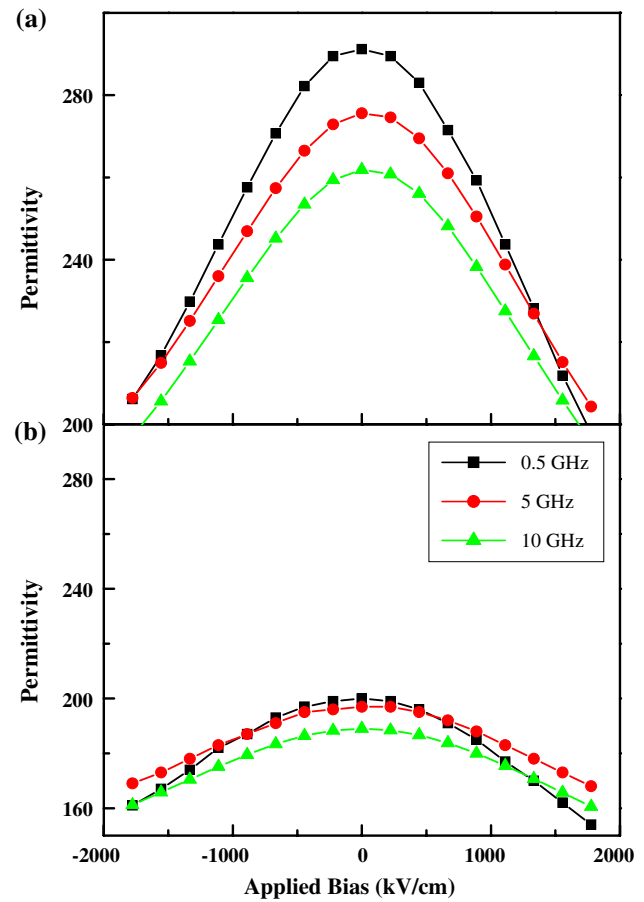 (a)
280
240
200
Permittivity
(b)
0.5 GHz
5 GHz
10 GHz
280
240
200
160
Permittivity
-2000 -1000 0 1000 2000
Applied Bias (kV/cm)